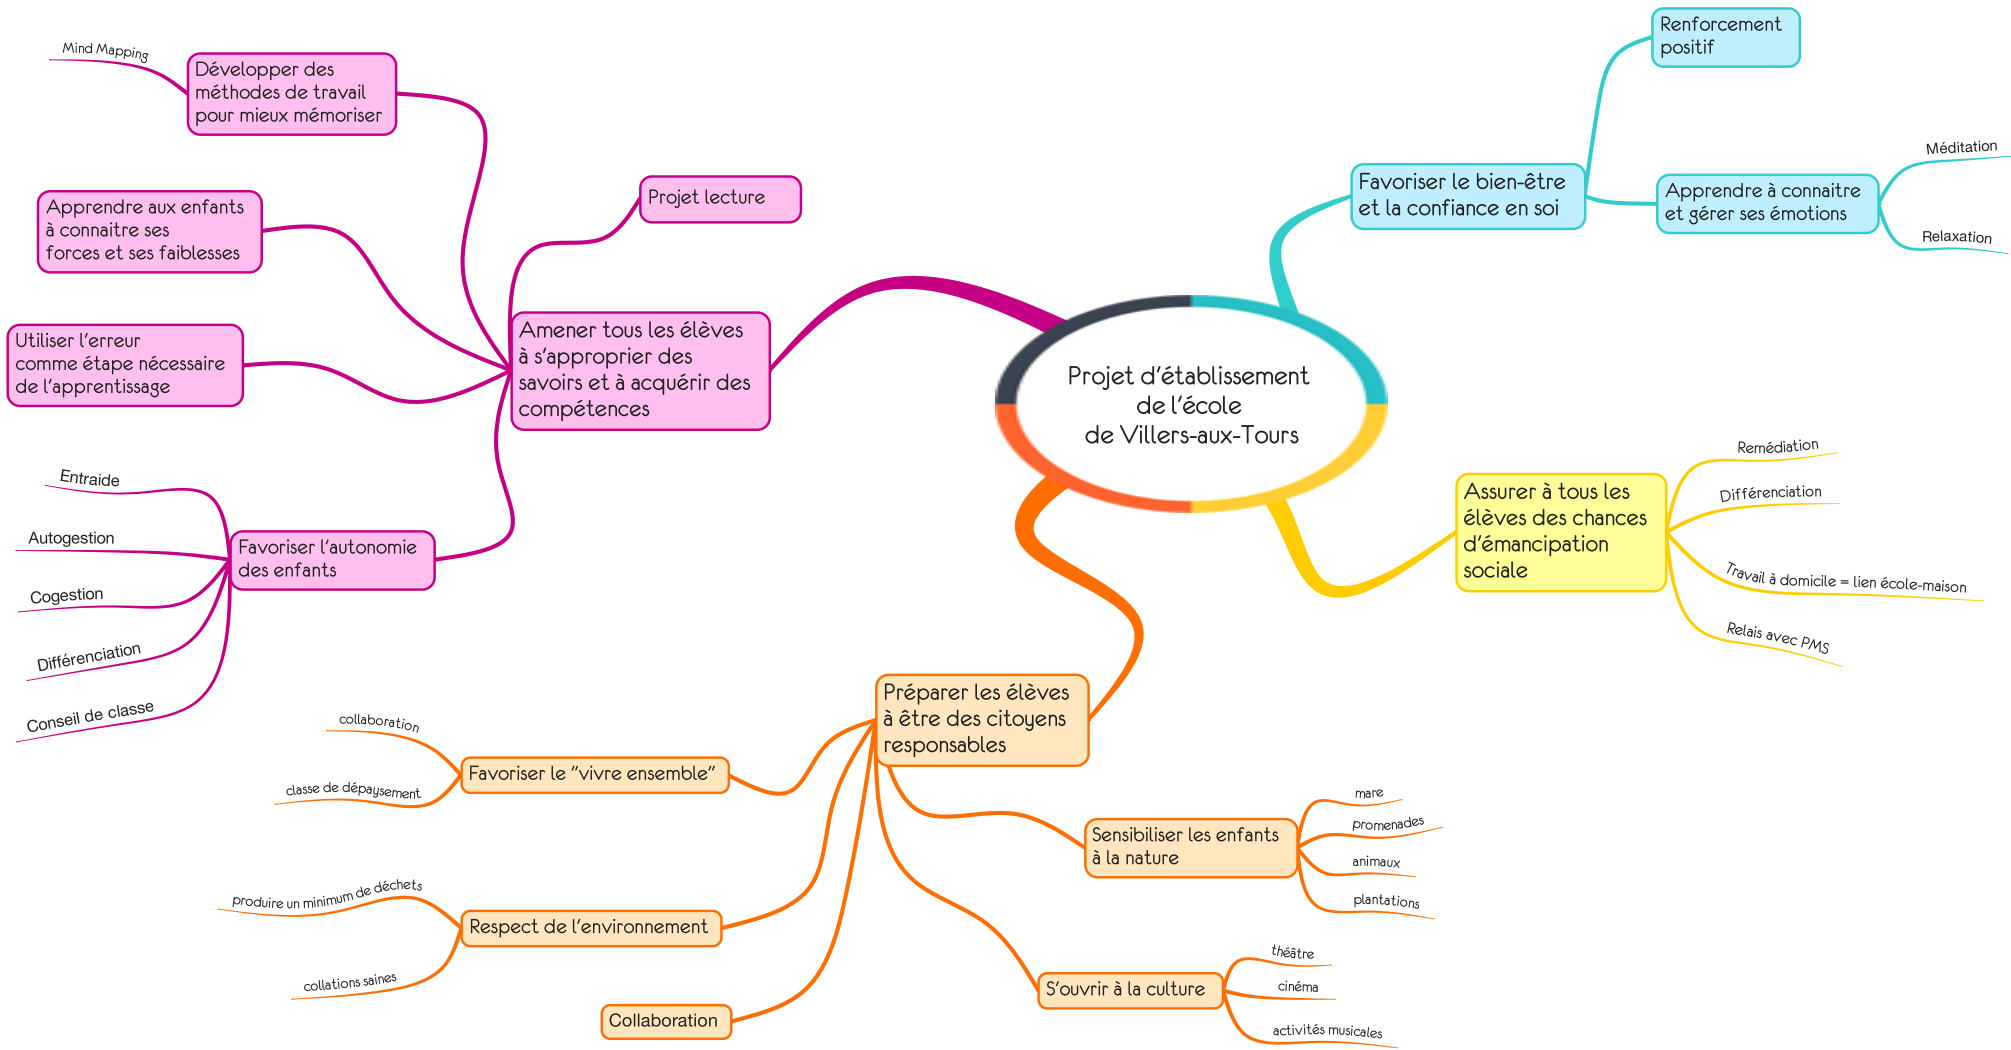 Projet d'établissement
de l'école
de Villers-aux-Tours
Mind Mapping
Développer des
méthodes de travail
pour mieux mémoriser
Projet lecture
Apprendre aux enfants
à connaitre ses
forces et ses faiblesses
Utiliser l'erreur
comme étape nécessaire
de l'apprentissage
Amener tous les élèves
à s'approprier des
savoirs et à acquérir des
compétences
Entraide
Autogestion
Cogestion
Différenciation
Conseil de classe
Favoriser l'autonomie
des enfants
Renforcement
positif
Favoriser le bien-être
et la confiance en soi
Apprendre à connaitre
et gérer ses émotions
Méditation
Relaxation
Assurer à tous les
élèves des chances
d'émancipation
sociale
Remédiation
Différenciation
Travail à domicile = lien école-maison
Relais avec PMS
Préparer les élèves
à être des citoyens
responsables
collaboration
classe de dépaysement
Favoriser le "vivre ensemble"
produire un minimum de déchets
collations saines
Respect de l'environnement
Collaboration
Sensibiliser les enfants
à la nature
mare
promenades
animaux
plantations
S'ouvrir à la culture
théâtre
cinéma
activités musicales